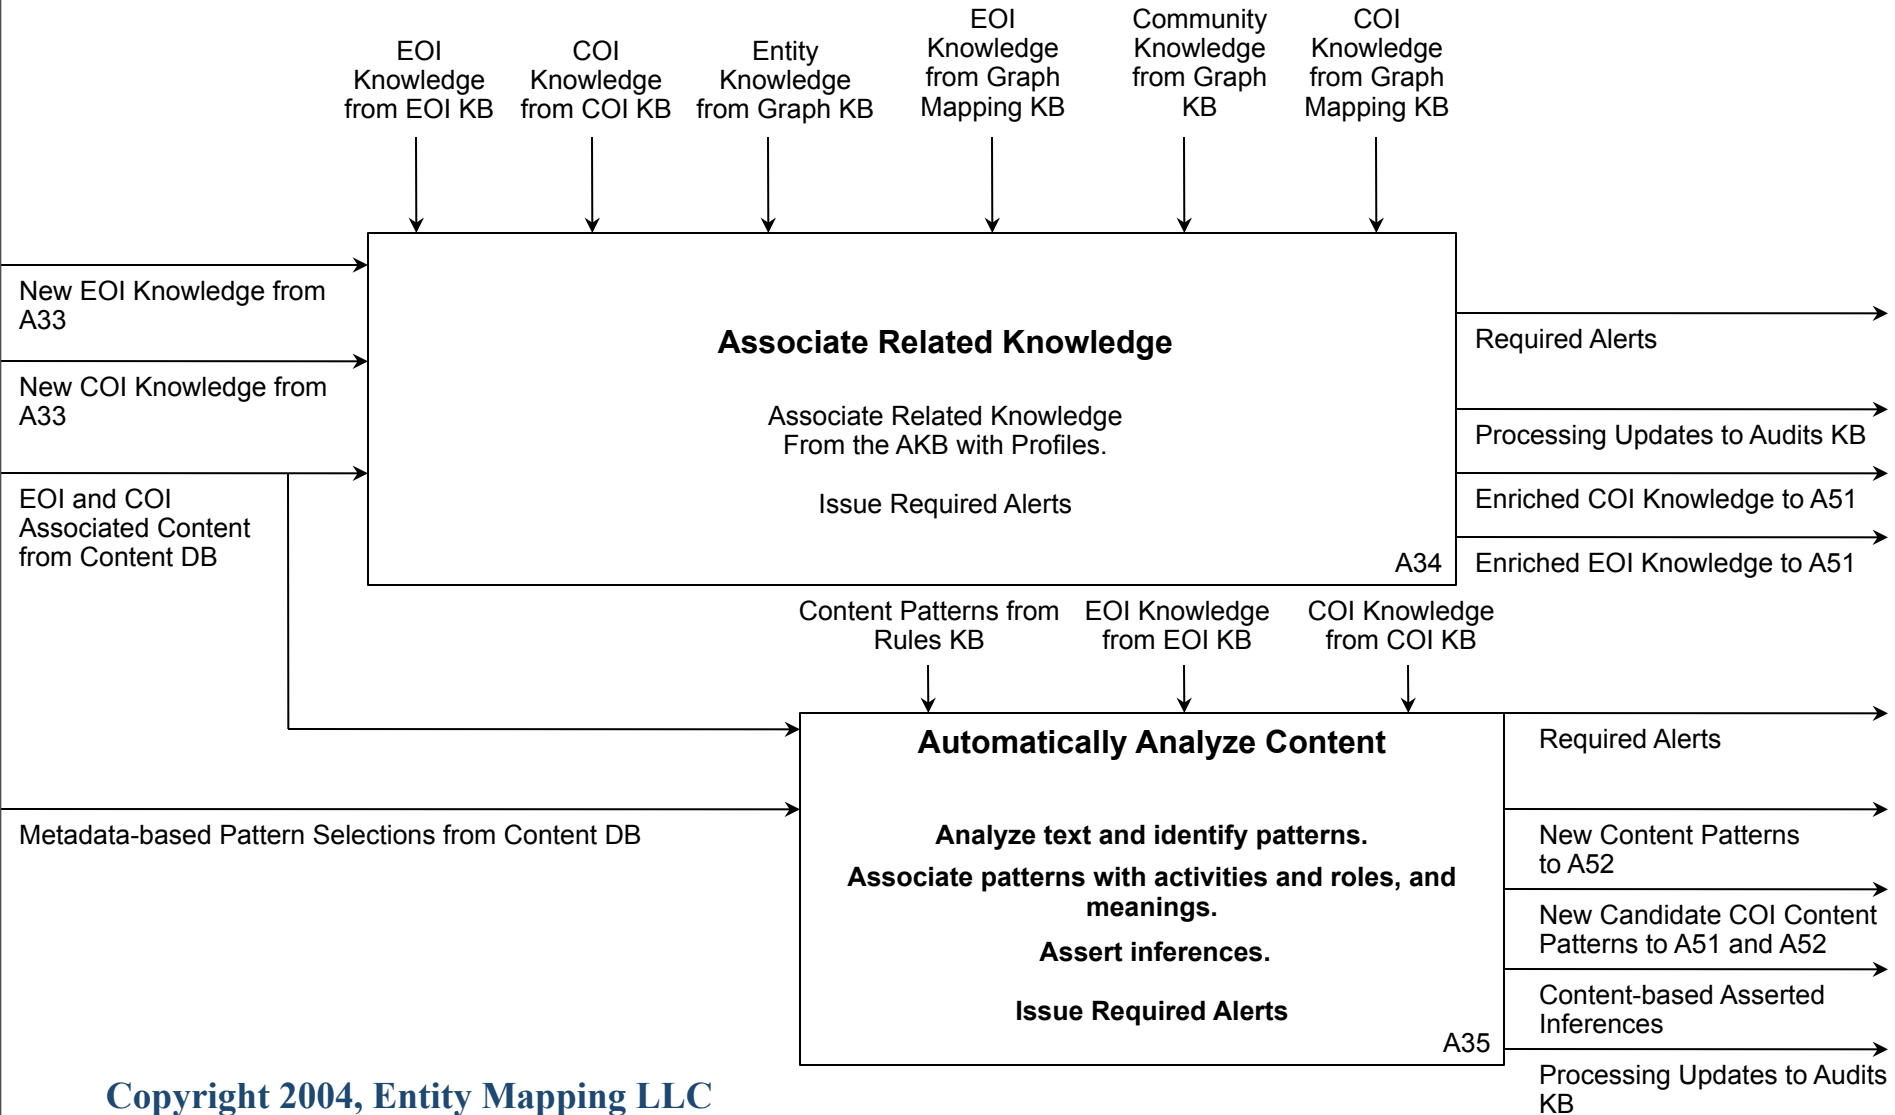 EOI
Knowledge
from EOI KB
COI
Knowledge
from COI KB
Entity
Knowledge
from Graph KB
EOI
Knowledge
from Graph
Mapping KB
Community
Knowledge
from Graph
KB
COI
Knowledge
from Graph
Mapping KB
New EOI Knowledge from
A33
New COI Knowledge from
A33
EOI and COI
Associated Content
from Content DB
Associate Related Knowledge
Associate Related Knowledge
From the AKB with Profiles.
Issue Required Alerts
A34
Required Alerts
Processing Updates to Audits KB
Enriched COI Knowledge to A51
Enriched EOI Knowledge to A51
Content Patterns from
Rules KB
EOI Knowledge
from EOI KB
COI Knowledge
from COI KB
Metadata-based Pattern Selections from Content DB
Automatically Analyze Content
Analyze text and identify patterns.
Associate patterns with activities and roles, and
meanings.
Assert inferences.
Issue Required Alerts
A35
Required Alerts
New Content Patterns
to A52
New Candidate COI Content
Patterns to A51 and A52
Content-based Asserted
Inferences
Processing Updates to Audits
KB
Copyright 2004, Entity Mapping LLC